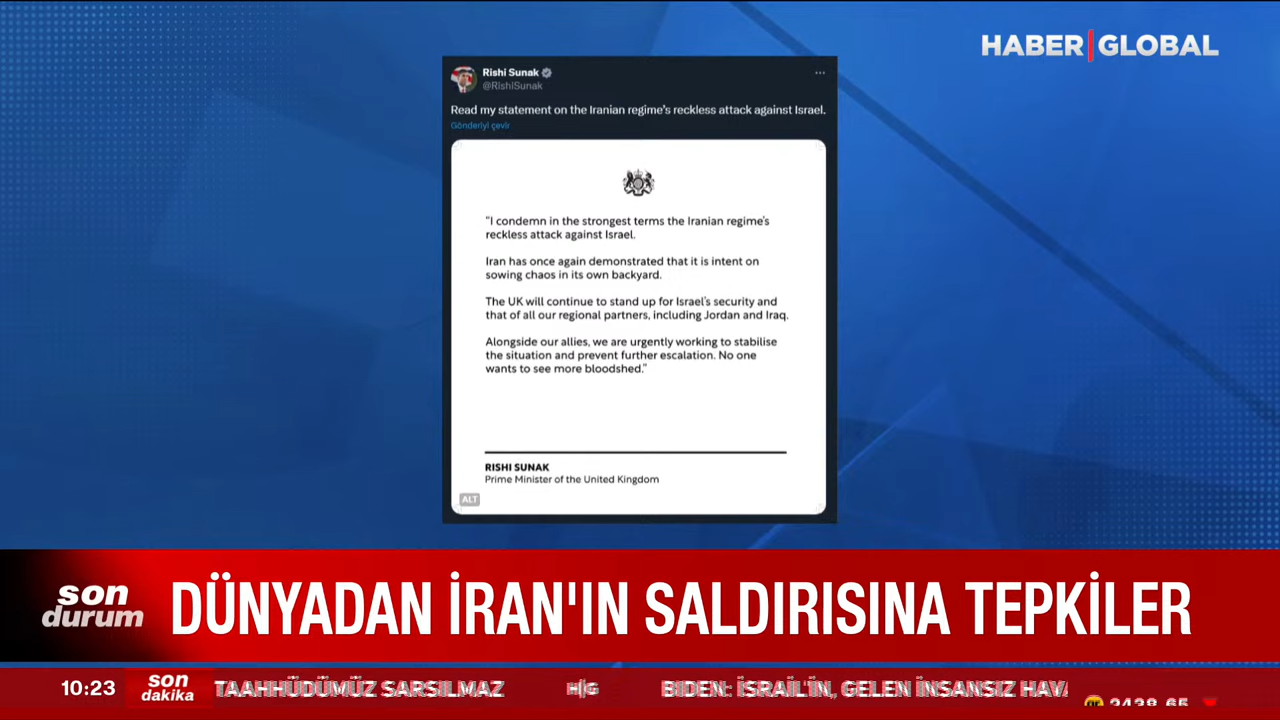 HABER|GLOBAL
Rishi Sunak
@RishiSunak
Read my statement on the Iranian regime's reckless attack against Israel.
Gönderiyi çevir
"I condemn in the strongest terms the Iranian regime's
reckless attack against Israel.
Iran has once again demonstrated that it is intent on
sowing chaos in its own backyard.
The UK will continue to stand up for Israel's security and
that of all our regional partners, including Jordan and Iraq.
Alongside our allies, we are urgently working to stabilise
the situation and prevent further escalation. No one
wants to see more bloodshed."
RISHI SUNAK
Prime Minister of the United Kingdom
ALT
son
durum
DÜNYADAN İRAN'IN SALDIRISINA TEPKİLER
10:23
son
dakika
TAAHHÜDÜMÜZ SARSILMAZ
H|G
BIDEN: İSRAİL'İN, GELEN İNSANSIZ HAVA